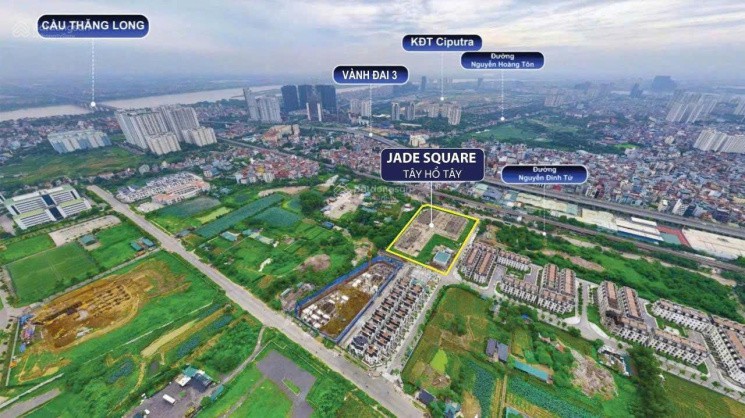 CẦU THĂNG LONG
KĐT Ciputra
Đường
Nguyễn Hoàng Tôn
VÀNH ĐAI 3
JADE SQUARE
TÂY HỒ TÂY
Đường
Nguyễn Đình Tứ
batdongsan